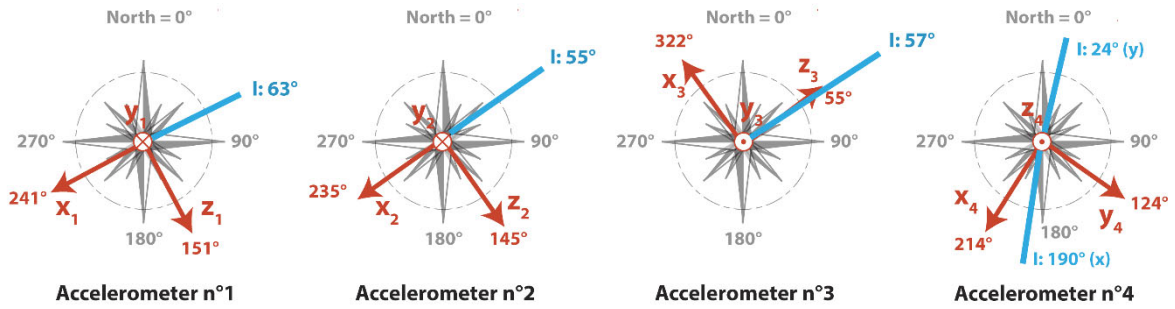 North = 0°
I: 63°
y1
270°
90°
241°
x1
z1
151°
180°
Accelerometer n°1
North = 0°
I: 55°
y2
270°
90°
235°
x2
z2
145°
180°
Accelerometer n°2
North = 0°
322°
I: 57°
x3
z3
55°
y3
270°
90°
180°
Accelerometer n°3
North = 0°
I: 24° (y)
z4
270°
90°
x4
124°
y4
214°
180°
I: 190° (x)
Accelerometer n°4